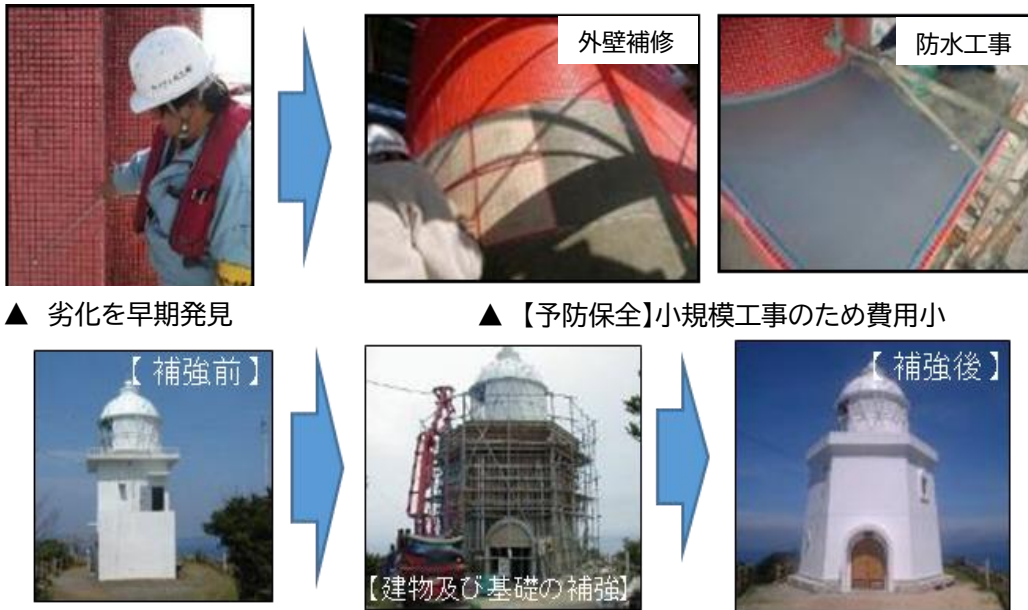 外壁補修
防水工事
▲ 劣化を早期発見
▲ 【予防保全】小規模工事のため費用小
【補強前】
【建物及び基礎の補強】
【補強後】